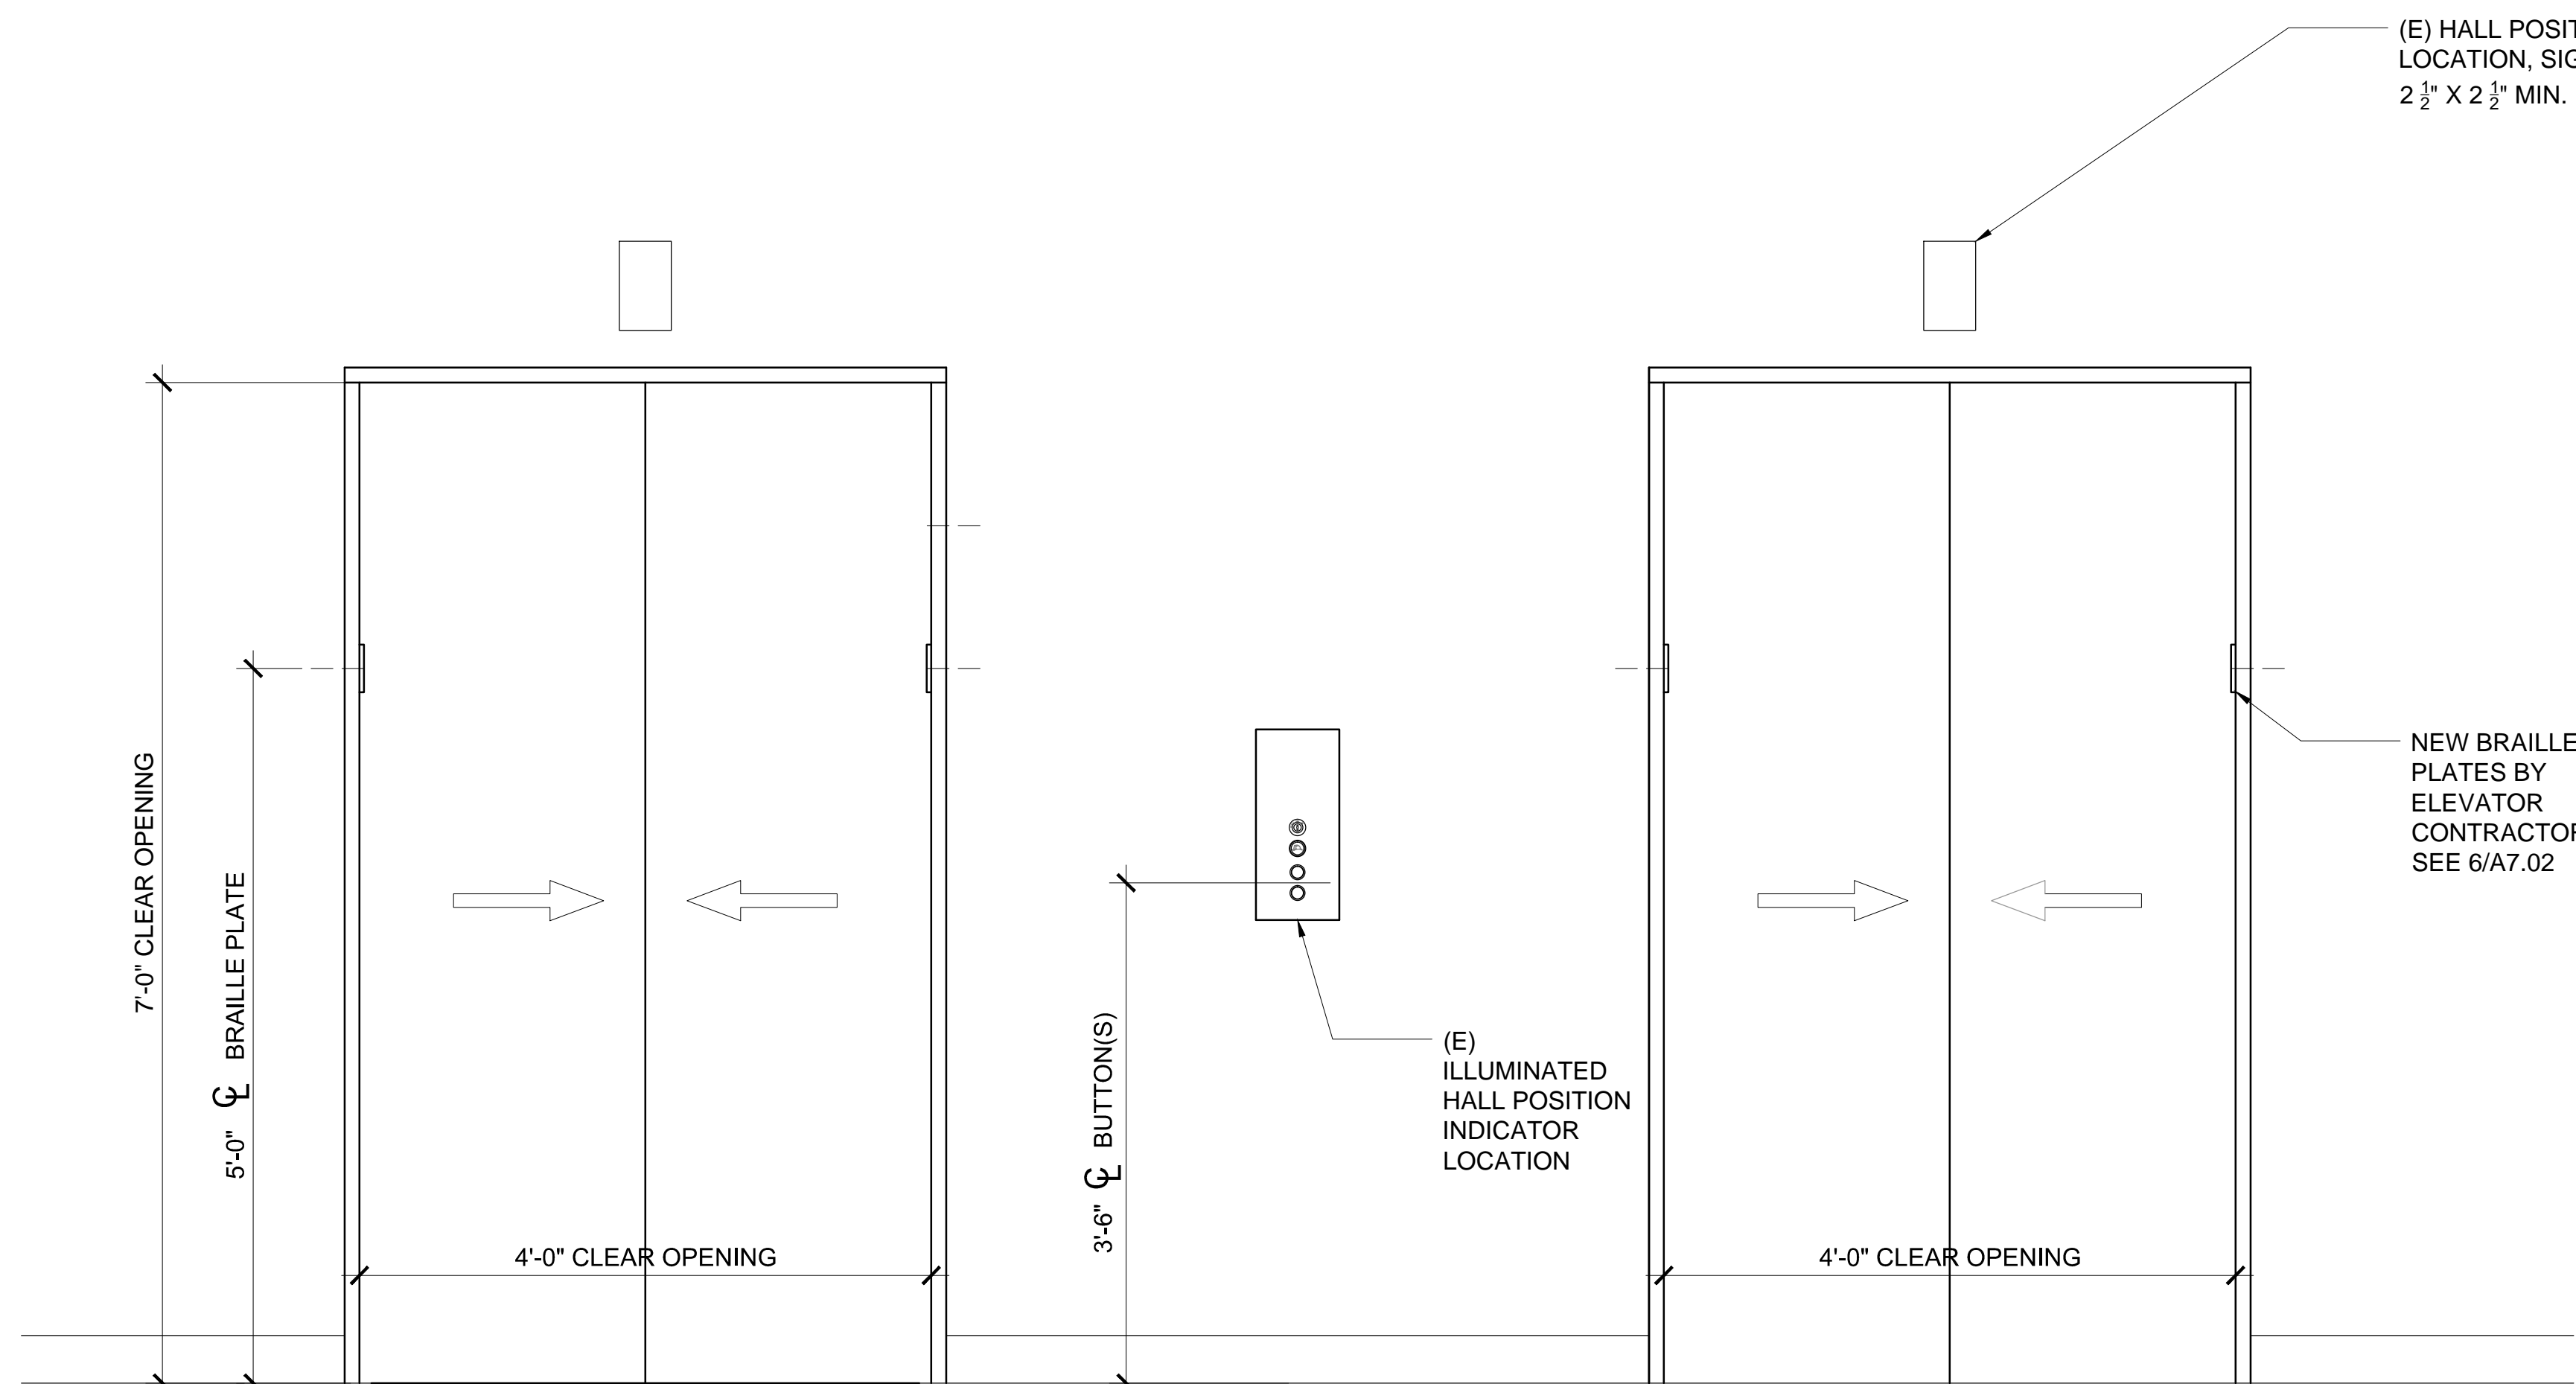 (E) HALL POSIT
LOCATION, SIG
2 1/2" X 2 1/2" MIN.
7'-0" CLEAR OPENING
5'-0" ℄ BRAILLE PLATE
4'-0" CLEAR OPENING
3'-6" ℄ BUTTON(S)
(E)
ILLUMINATED
HALL POSITION
INDICATOR
LOCATION
4'-0" CLEAR OPENING
NEW BRAILLE
PLATES BY
ELEVATOR
CONTRACTOR
SEE 6/A7.02